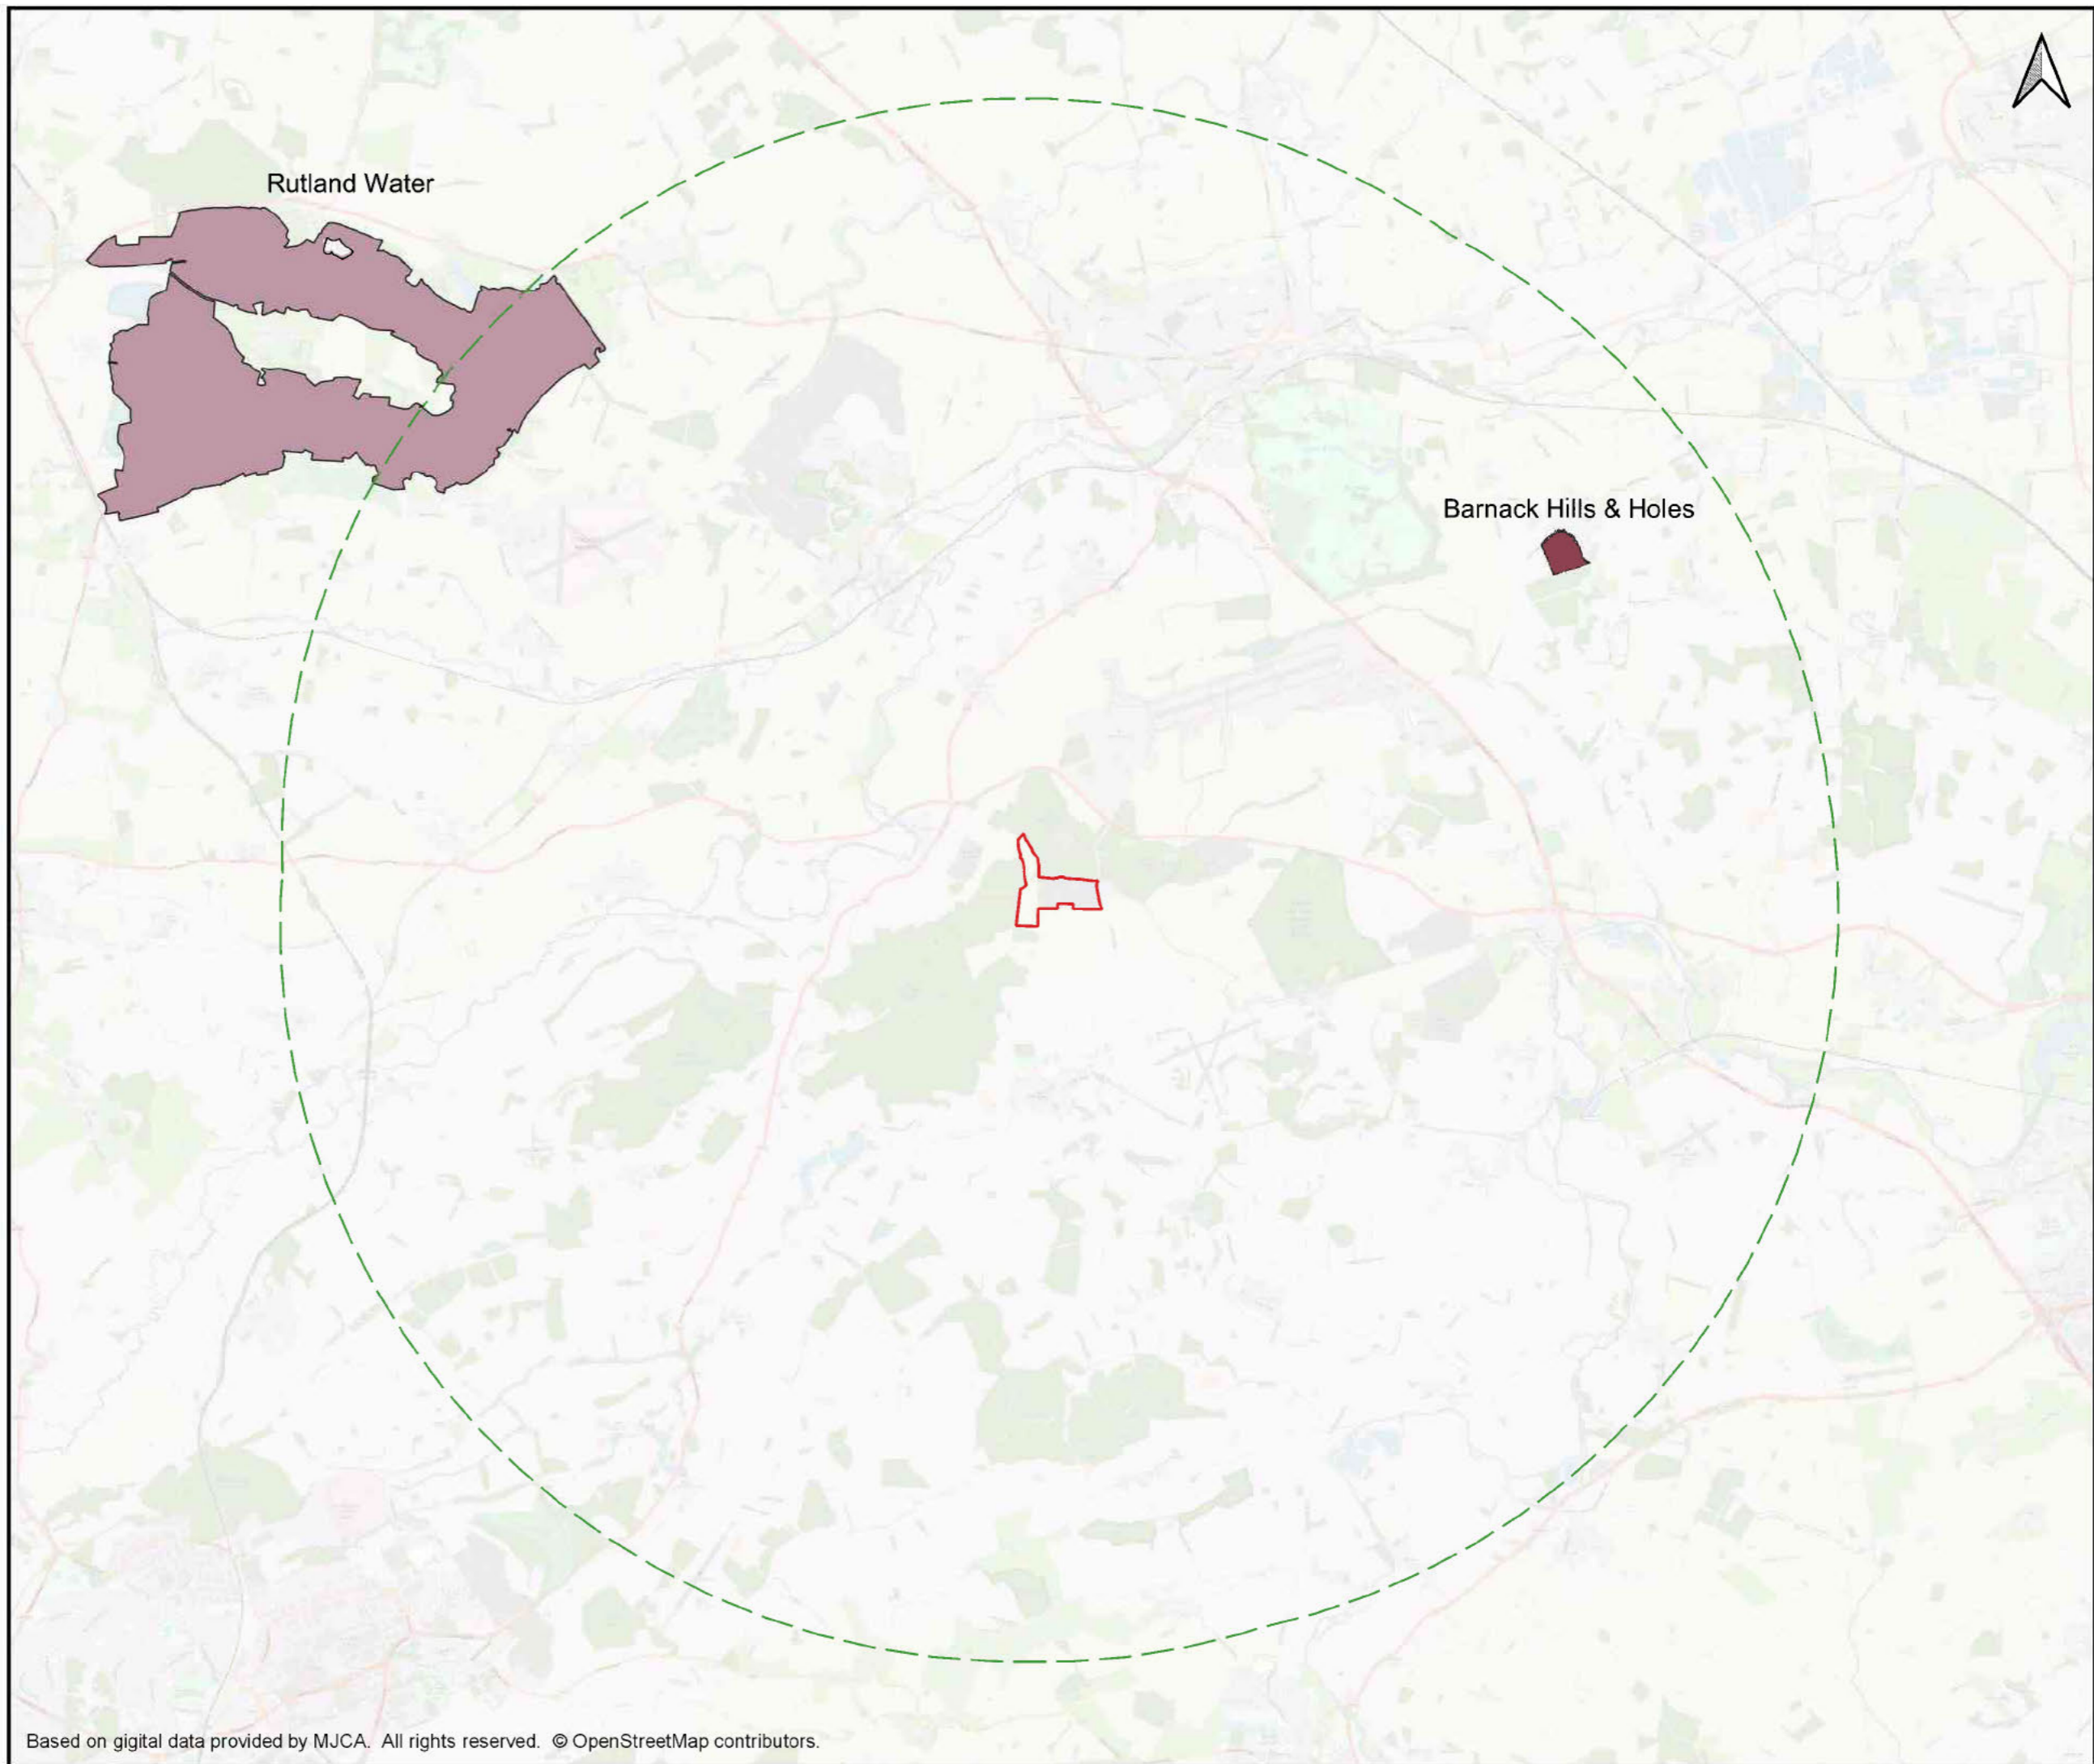 Rutland Water
Barnack Hills & Holes
Based on gigital data provided by MJCA. All rights reserved. © OpenStreetMap contributors.